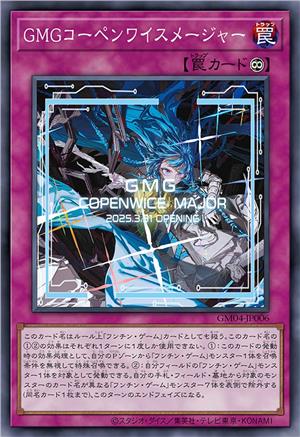 GMGコーペンワイスメージャー
トラップ
罠
【罠カード】
トラップ
GMG
COPENWICE MAJOR
2025.3.31 OPENING
GM04-JP006
このカード名はルール上「フンチン・ゲーム」カードとしても扱う。このカード名の
①②の効果はそれぞれ1ターンに1度しか使用できない。①:このカードの発
動時の効果処理として、自分のPゾーンから「フンチン・ゲーム」モンスター1体を召喚
条件を無視して特殊召喚できる。②:自分フィールドの「フンチン・ゲーム」モンス
ター1体を対象として発動できる。自分の手札・フィールド・墓地から対象のモン
スターのカード名が異なる「フンチン・ゲーム」モンスター7体を表側で除外する
(同名カード1枚まで)。このターンのエンドフェイズになる。
©スタジオ・ダイス/集英社・テレビ東京・KONAMI